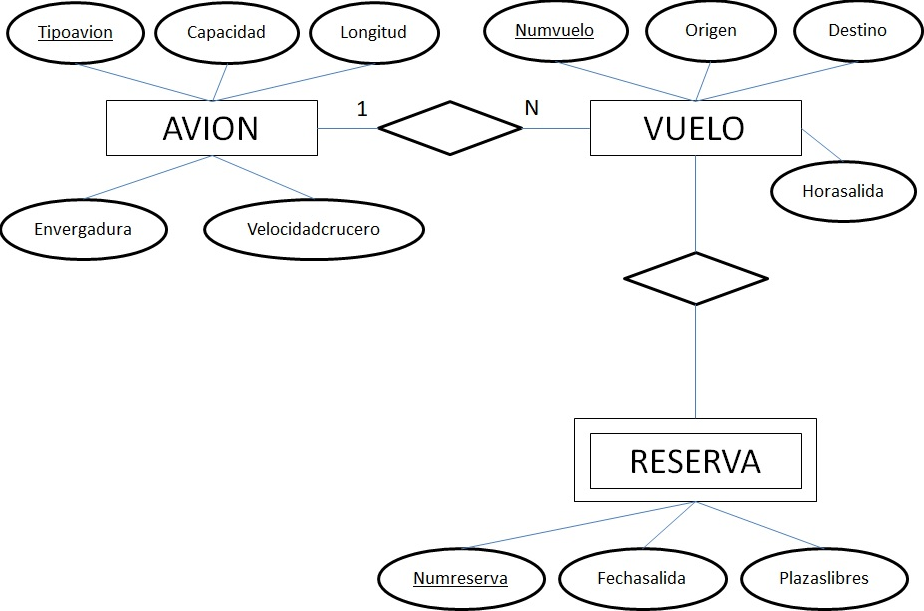 Tipoavion
Capacidad
Longitud
Numvuelo
Origen
Destino
AVION
1
N
VUELO
Horasalida
Envergadura
Velocidadcrucero
RESERVA
Numreserva
Fechasalida
Plazaslibres